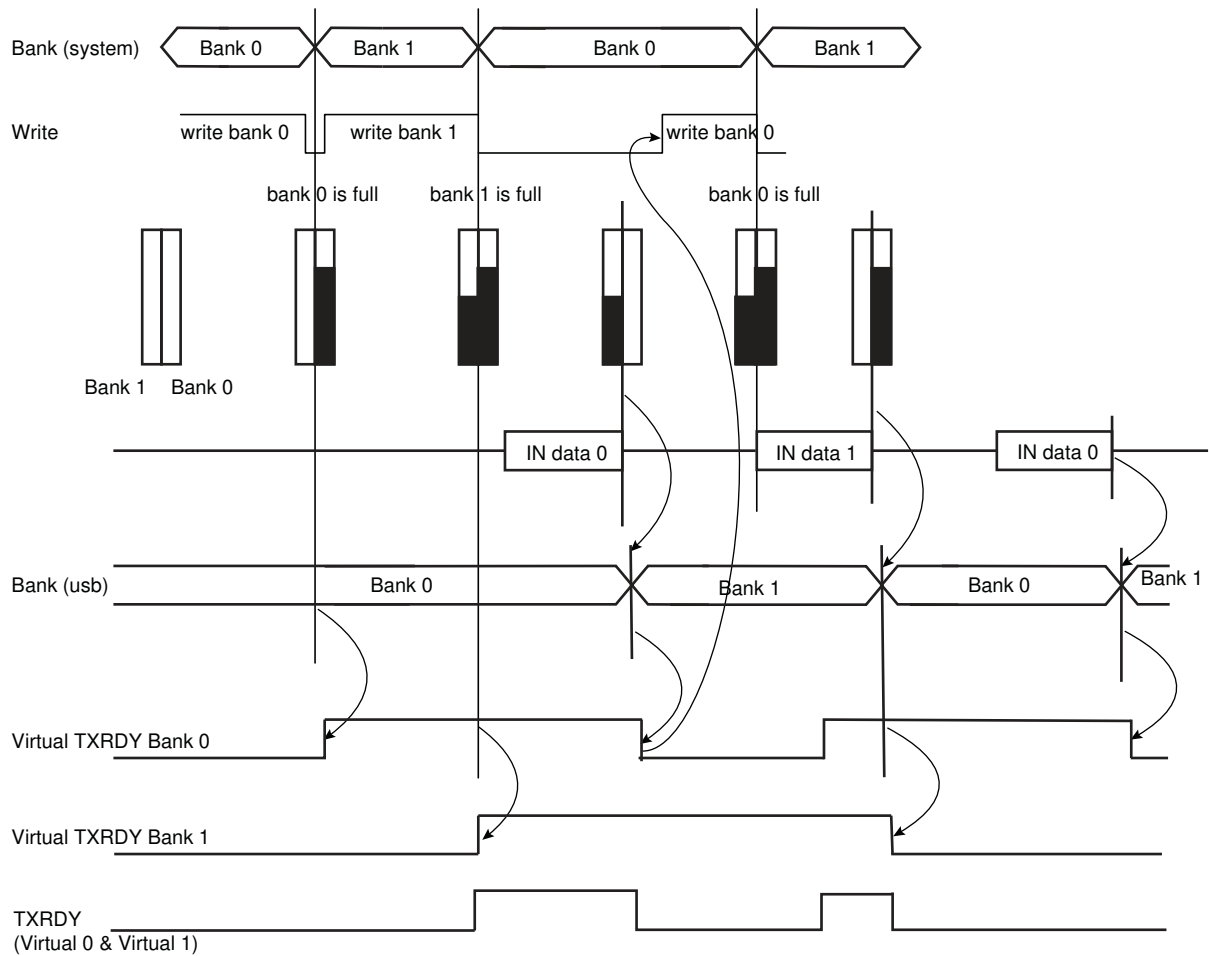 Bank (system)
Bank 0
Bank 1
Bank 0
Bank 1
Write
write bank 0
write bank 1
write bank 0
bank 0 is full
bank 1 is full
bank 0 is full
Bank 1
Bank 0
IN data 0
IN data 1
IN data 0
Bank (usb)
Bank 0
Bank 1
Bank 0
Bank 1
Virtual TXRDY Bank 0
Virtual TXRDY Bank 1
TXRDY
(Virtual 0 & Virtual 1)